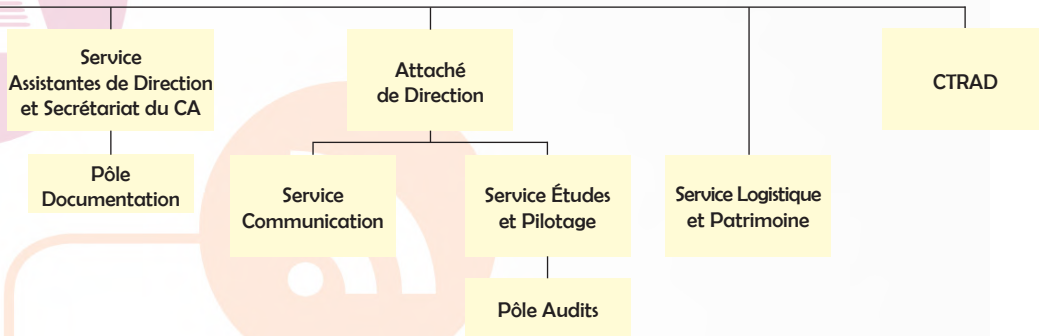 Service
Assistantes de Direction
et Secrétariat du CA
Attaché
de Direction
CTRAD
Pôle
Documentation
Service
Communication
Service Études
et Pilotage
Service Logistique
et Patrimoine
Pôle Audits